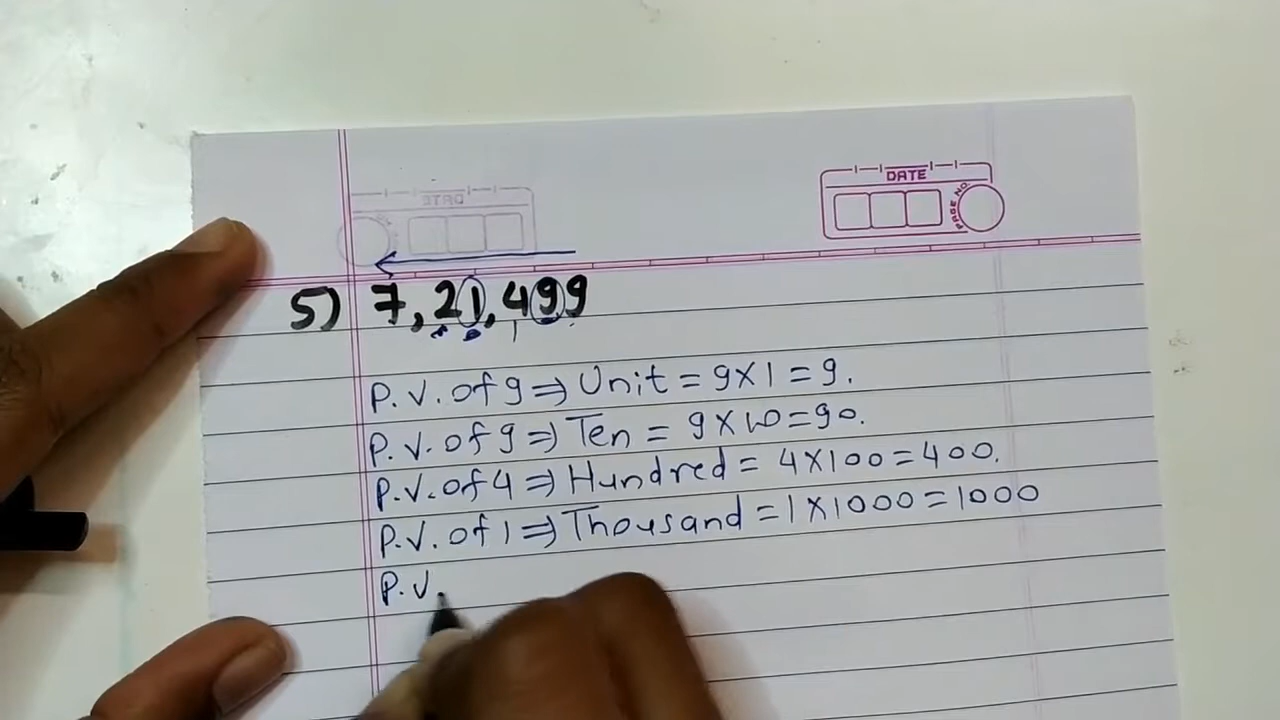 DATE
PAGE NO.
5) 7,21,499
P.V. of 9 ⇒ Unit = 9 X 1 = 9.
P.V. of 9 ⇒ Ten = 9 X 10 = 90.
P.V. of 4 ⇒ Hundred = 4 X 100 = 400.
P.V. of 1 ⇒ Thousand = 1 X 1000 = 1000
P.V.